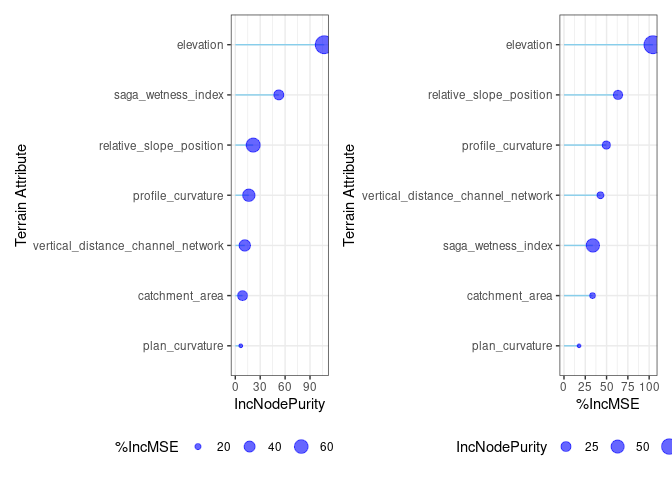 Terrain Attribute
elevation
saga_wetness_index
relative_slope_position
profile_curvature
vertical_distance_channel_network
catchment_area
plan_curvature
0 30 60 90
IncNodePurity
%IncMSE 20 40 60
Terrain Attribute
elevation
relative_slope_position
profile_curvature
vertical_distance_channel_network
saga_wetness_index
catchment_area
plan_curvature
0 25 50 75 100
%IncMSE
IncNodePurity 25 50